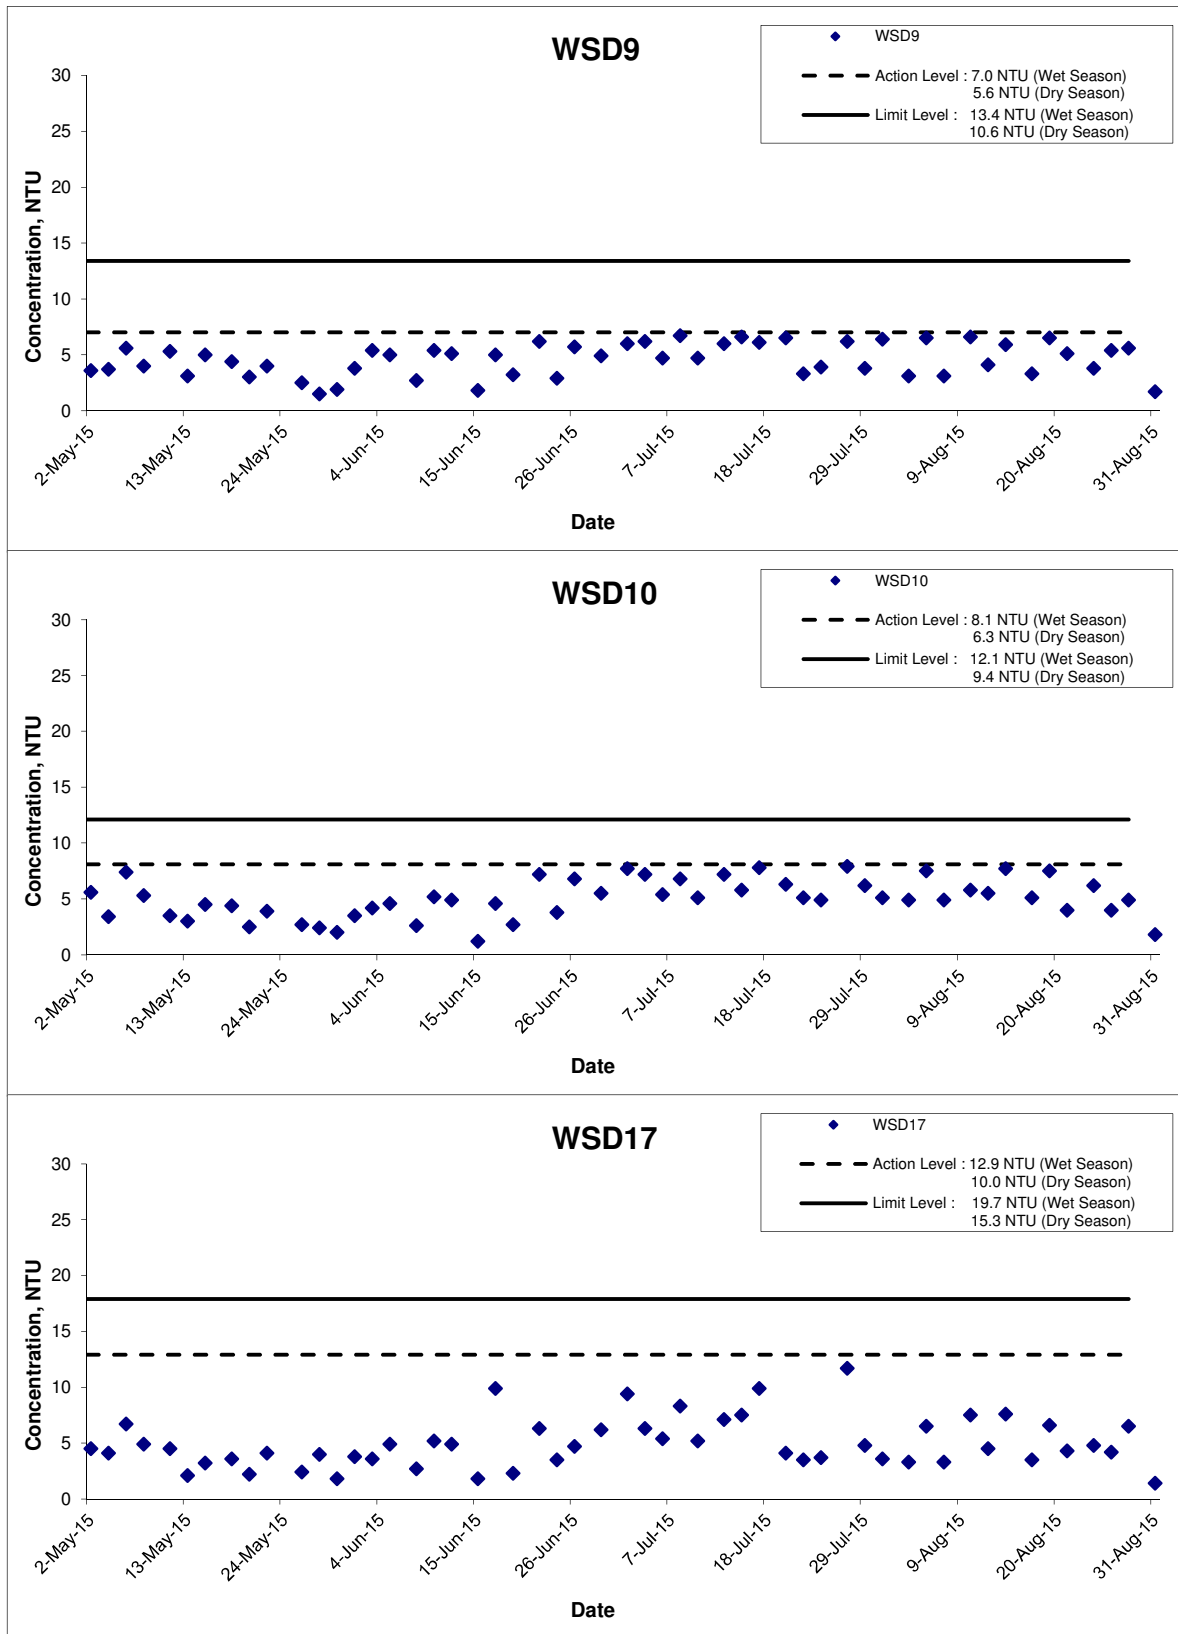 WSD9
WSD9
Action Level : 7.0 NTU (Wet Season)
5.6 NTU (Dry Season)
Limit Level : 13.4 NTU (Wet Season)
10.6 NTU (Dry Season)
Concentration, NTU
30
25
20
15
10
5
0
2-May-15
13-May-15
24-May-15
4-Jun-15
15-Jun-15
26-Jun-15
7-Jul-15
18-Jul-15
29-Jul-15
9-Aug-15
20-Aug-15
31-Aug-15
Date
WSD10
WSD10
Action Level : 8.1 NTU (Wet Season)
6.3 NTU (Dry Season)
Limit Level : 12.1 NTU (Wet Season)
9.4 NTU (Dry Season)
Concentration, NTU
30
25
20
15
10
5
0
2-May-15
13-May-15
24-May-15
4-Jun-15
15-Jun-15
26-Jun-15
7-Jul-15
18-Jul-15
29-Jul-15
9-Aug-15
20-Aug-15
31-Aug-15
Date
WSD17
WSD17
Action Level : 12.9 NTU (Wet Season)
10.0 NTU (Dry Season)
Limit Level : 19.7 NTU (Wet Season)
15.3 NTU (Dry Season)
Concentration, NTU
30
25
20
15
10
5
0
2-May-15
13-May-15
24-May-15
4-Jun-15
15-Jun-15
26-Jun-15
7-Jul-15
18-Jul-15
29-Jul-15
9-Aug-15
20-Aug-15
31-Aug-15
Date